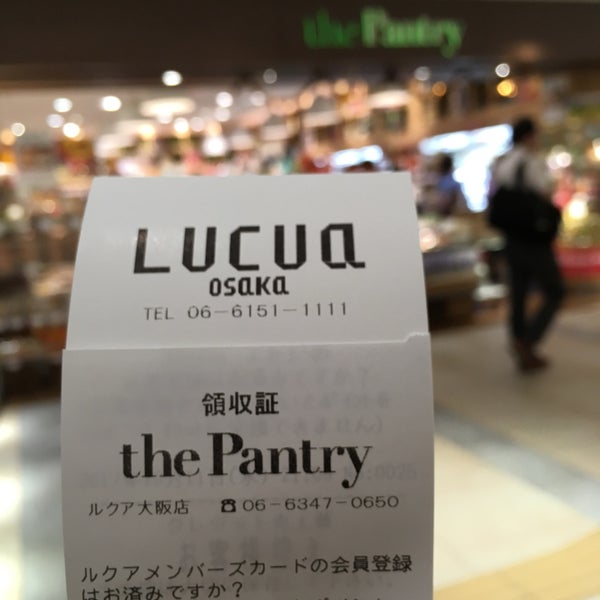 the Pantry
LUCUA
osaka
TEL 06-6151-1111
領収証
the Pantry
ルクア大阪店 ☎06-6347-0650
ルクアメンバーズカードの会員登録
はお済みですか?